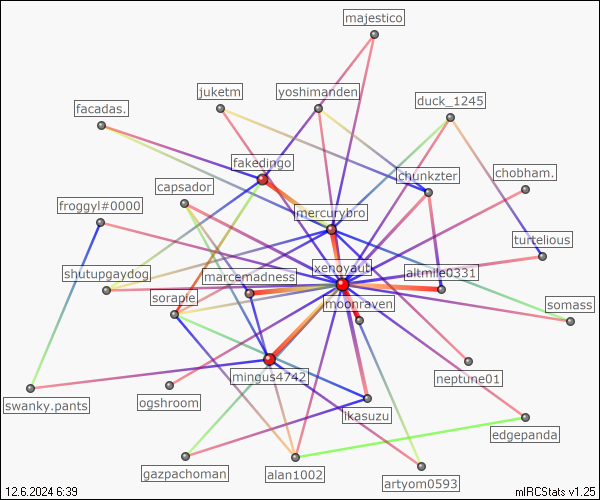 majestico
juketm
yoshimanden
duck_1245
facadas.
fakedingo
capsador
chunkzter
chobham.
froggyl#0000
mercurybro
turtelious
shutupgaydog
marcemadness
xenoyaut
altmile0331
soraple
moonraven
somass
mingus4742
neptune01
swanky.pants
ogshroom
ikasuzu
edgepanda
gazpachoman
alan1002
artyom0593
12.6.2024 6:39
mIRCStats v1.25